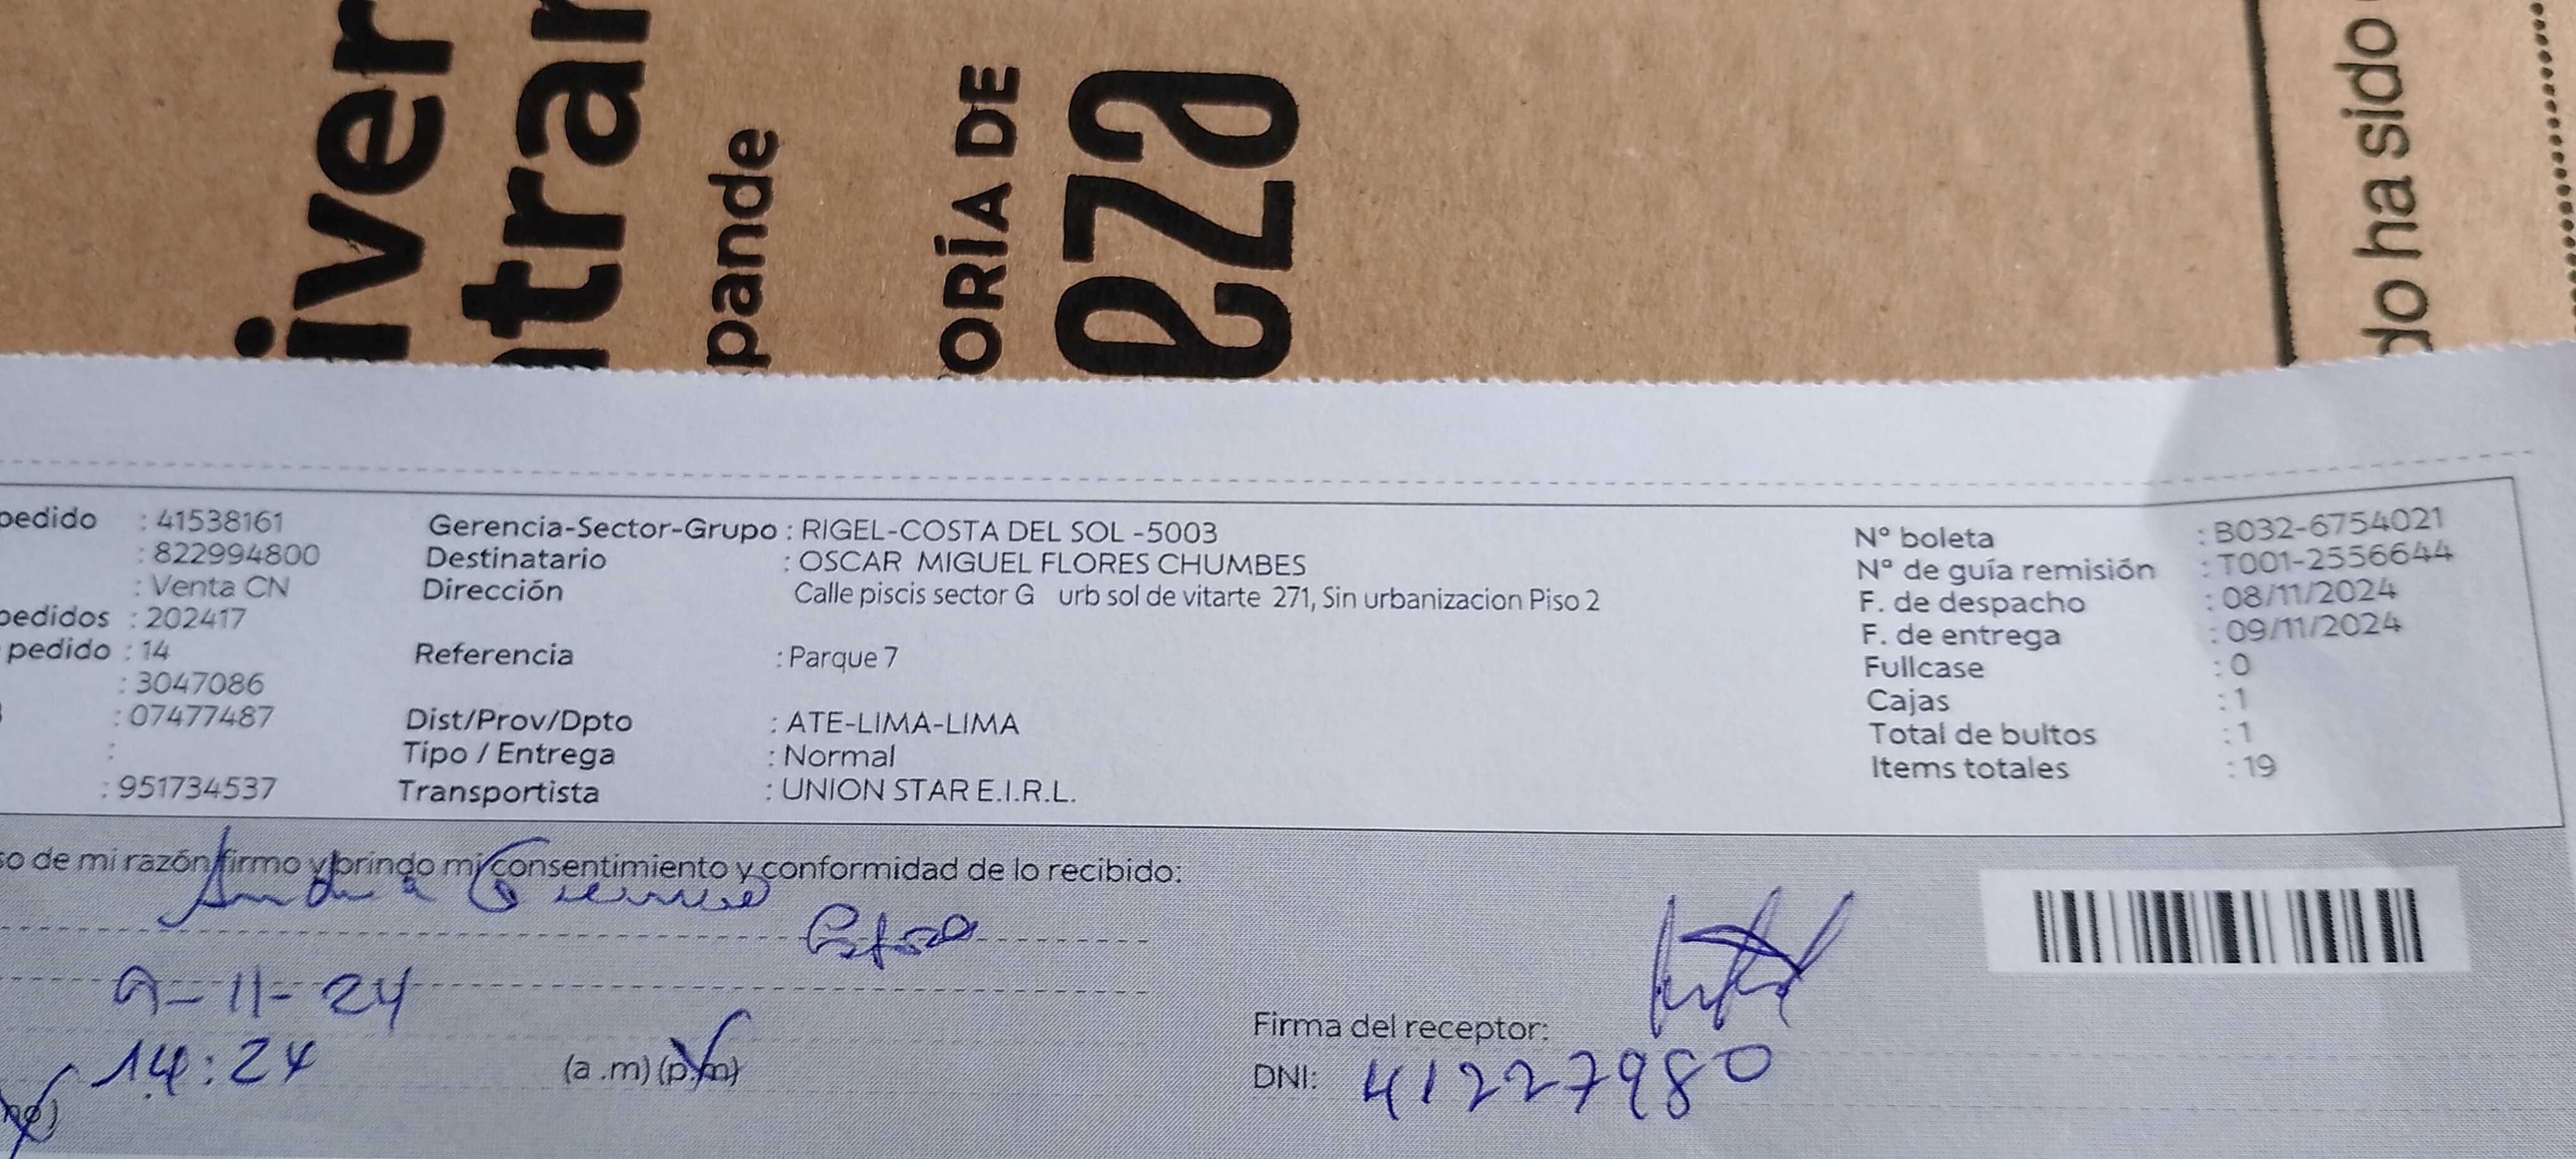 iver
ntrar
pande
ORÍA DE
eza
do ha sido
pedido : 41538161
: 822994800
: Venta CN
pedidos : 202417
pedido : 14
: 3047086
: 07477487
:
: 951734537
Gerencia-Sector-Grupo : RIGEL-COSTA DEL SOL -5003
Destinatario : OSCAR MIGUEL FLORES CHUMBES
Dirección Calle piscis sector G urb sol de vitarte 271, Sin urbanizacion Piso 2
Referencia : Parque 7
Dist/Prov/Dpto : ATE-LIMA-LIMA
Tipo / Entrega : Normal
Transportista : UNION STAR E.I.R.L.
Nº boleta : B032-6754021
Nº de guía remisión : T001-2556644
F. de despacho : 08/11/2024
F. de entrega : 09/11/2024
Fullcase : 0
Cajas : 1
Total de bultos : 1
Items totales : 19
so de mi razón firmo y brindo mi consentimiento y conformidad de lo recibido:
9-11-24
14:24 (a .m) (p.m)
Firma del receptor:
DNI: 41227980